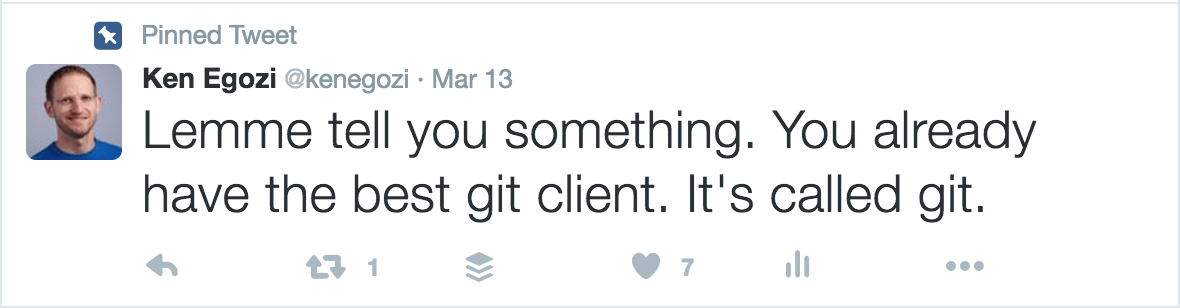 Pinned Tweet
Ken Egozi @kenegozi · Mar 13
Lemme tell you something. You already
have the best git client. It's called git.
1 7